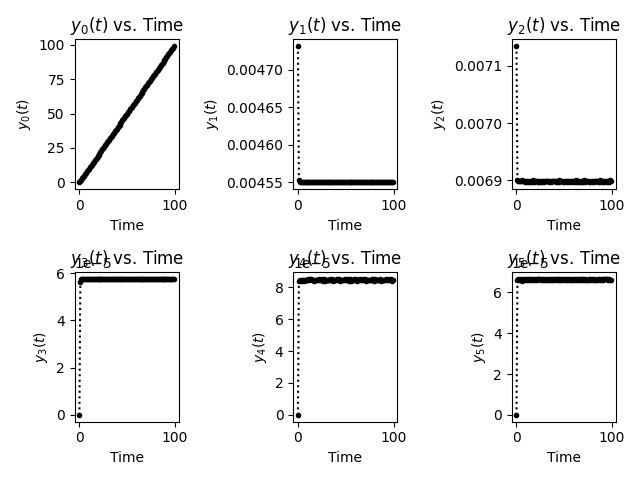 y₀(t) vs. Time
y₁(t) vs. Time
y₂(t) vs. Time
100
75
50
25
0
y₀(t)
0
100
Time
0.00470
0.00465
0.00460
0.00455
y₁(t)
0
100
Time
0.0071
0.0070
0.0069
y₂(t)
0
100
Time
y₃(t) vs. Time
1e−5
6
4
2
0
y₃(t)
0
100
Time
y₄(t) vs. Time
1e−5
8
6
4
2
0
y₄(t)
0
100
Time
y₅(t) vs. Time
1e−5
6
4
2
0
y₅(t)
0
100
Time